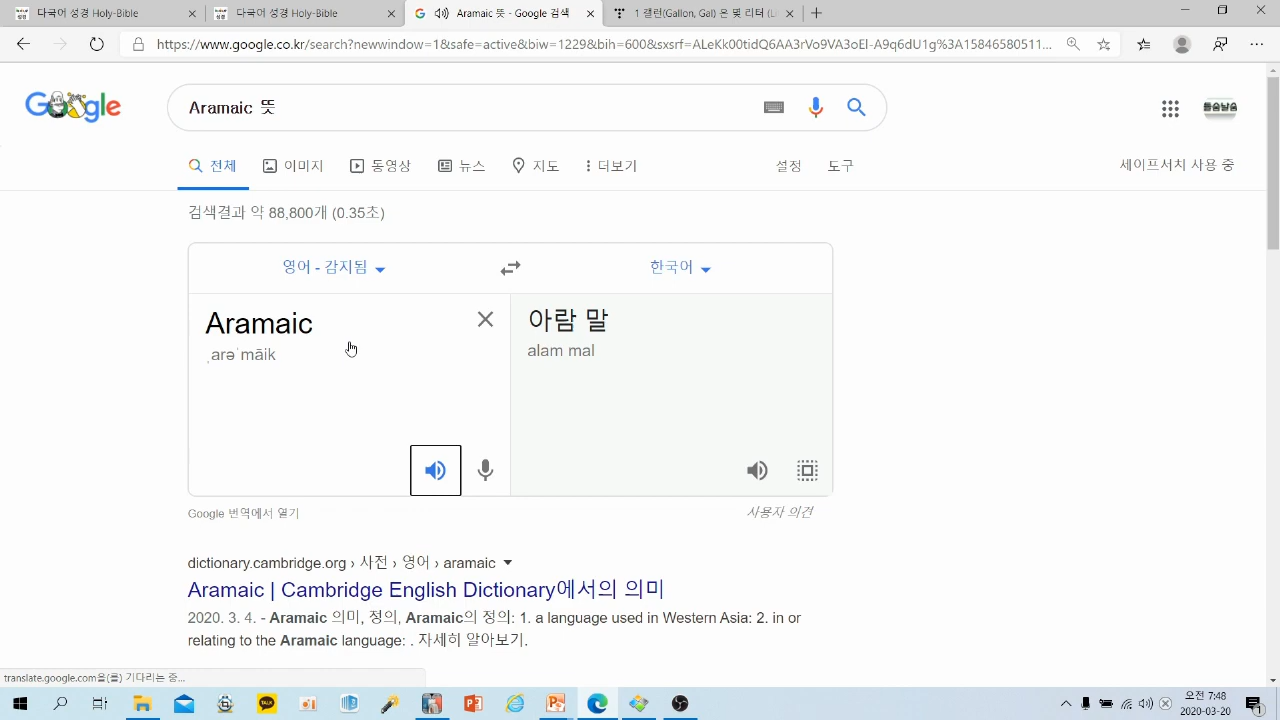 다국어 성경 Holy-Bible
다국어 성경 Holy-Bible
Aramaic 뜻 - Google 검색
1 갤런(Gallon, Gal) 은 몇 리터 (Li
https://www.google.co.kr/search?newwindow=1&safe=active&biw=1229&bih=600&sxsrf=ALeKk00tidQ6AA3rVo9VA3oEI-A9q6dU1g%3A15846580511...
Google
Aramaic 뜻
전체 이미지 동영상 뉴스 지도 더보기 설정 도구
세이프서치 사용 중
검색결과 약 88,800개 (0.35초)
영어 - 감지됨
한국어
Aramaic
ˌarəˈmāik
아람 말
alam mal
Google 번역에서 열기
사용자 의견
dictionary.cambridge.org › 사전 › 영어 › aramaic
Aramaic | Cambridge English Dictionary에서의 의미
2020. 3. 4. - Aramaic 의미, 정의, Aramaic의 정의: 1. a language used in Western Asia: 2. in or
relating to the Aramaic language: . 자세히 알아보기.
translate.google.com을(를) 기다리는 중...
TALK
오전 7:48
2020-03-20